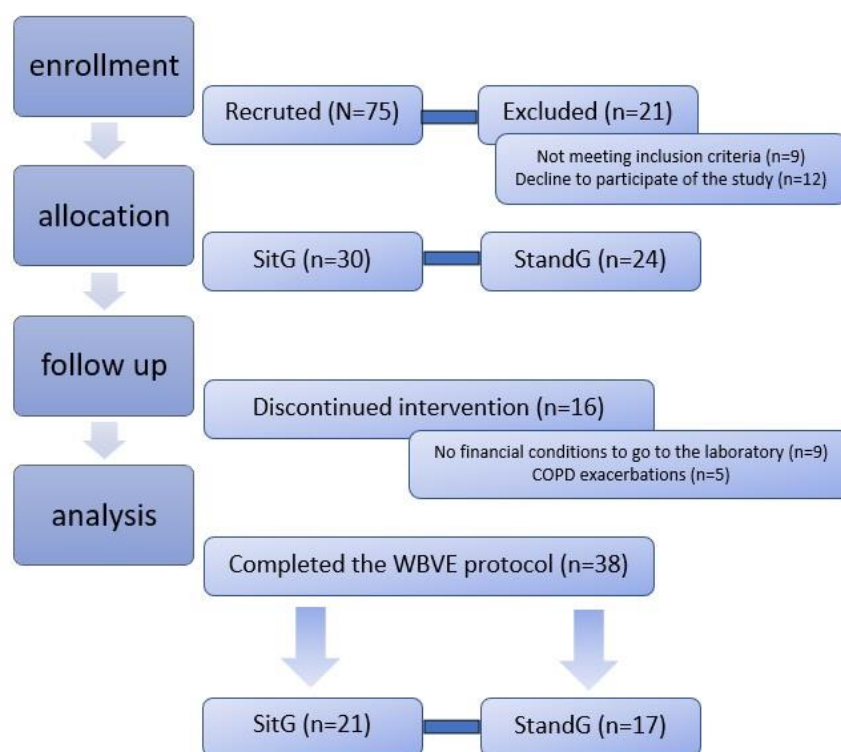 enrollment
Recruted (N=75)
Excluded (n=21)
Not meeting inclusion criteria (n=9)
Decline to participate of the study (n=12)
allocation
SitG (n=30)
StandG (n=24)
follow up
Discontinued intervention (n=16)
No financial conditions to go to the laboratory (n=9)
COPD exacerbations (n=5)
analysis
Completed the WBVE protocol (n=38)
SitG (n=21)
StandG (n=17)